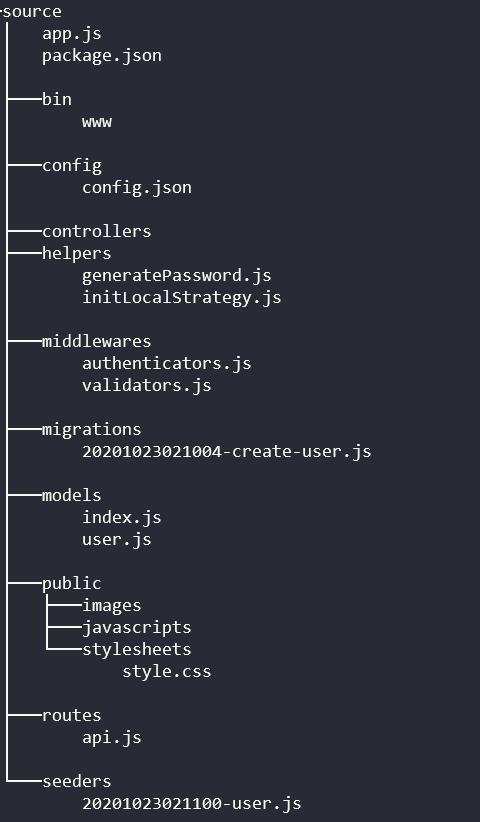 source
app.js
package.json
bin
www
config
config.json
controllers
helpers
generatePassword.js
initLocalStrategy.js
middlewares
authenticators.js
validators.js
migrations
20201023021004-create-user.js
models
index.js
user.js
public
images
javascripts
stylesheets
style.css
routes
api.js
seeders
20201023021100-user.js